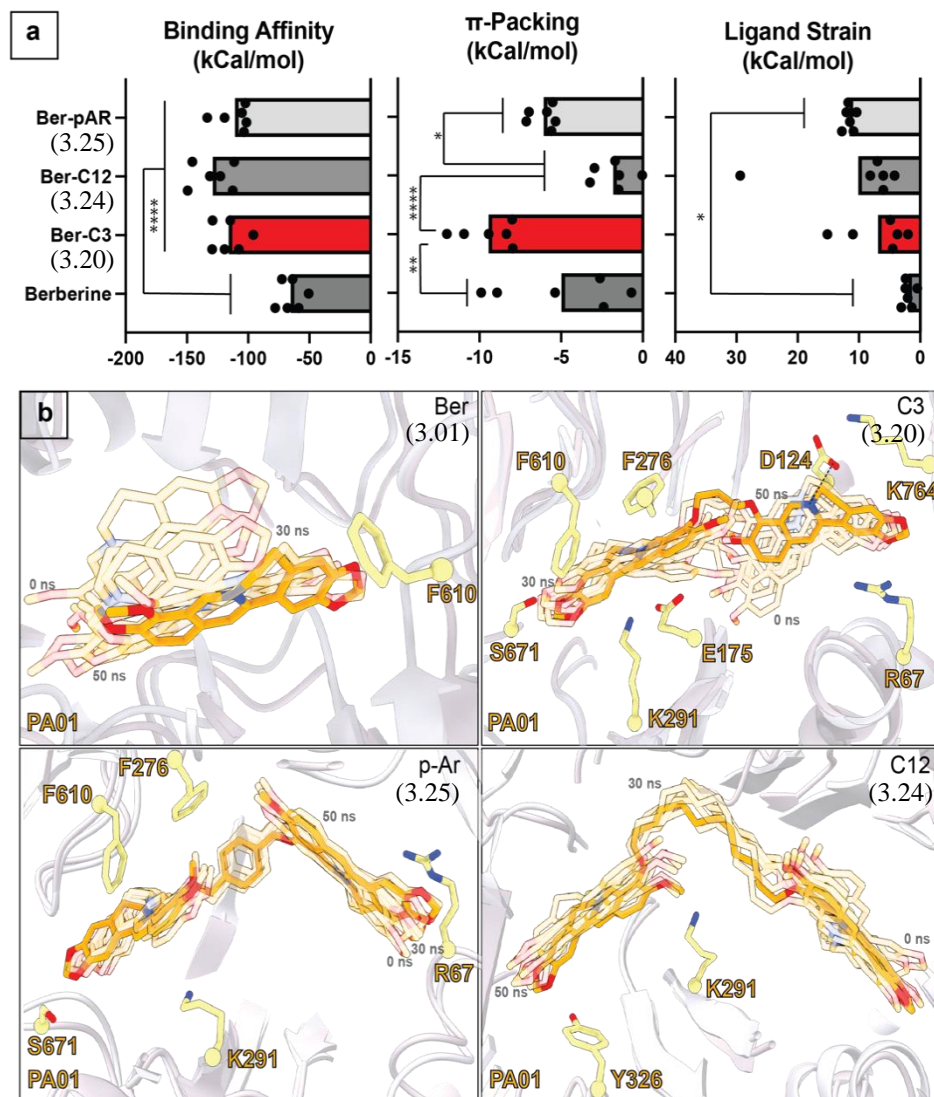 a
Binding Affinity
(kCal/mol)
π-Packing
(kCal/mol)
Ligand Strain
(kCal/mol)
Ber-pAR
(3.25)
Ber-C12
(3.24)
Ber-C3
(3.20)
Berberine
****
*
****
**
*
-200 -150 -100 -50 0
-15 -10 -5 0
40 30 20 10 0
b
Ber
(3.01)
0 ns
30 ns
50 ns
F610
PA01
C3
(3.20)
F610
F276
D124
K764
50 ns
30 ns
0 ns
S671
E175
K291
R67
PA01
p-Ar
(3.25)
F276
F610
50 ns
R67
30 ns
0 ns
S671
K291
PA01
C12
(3.24)
30 ns
0 ns
50 ns
K291
Y326
PA01